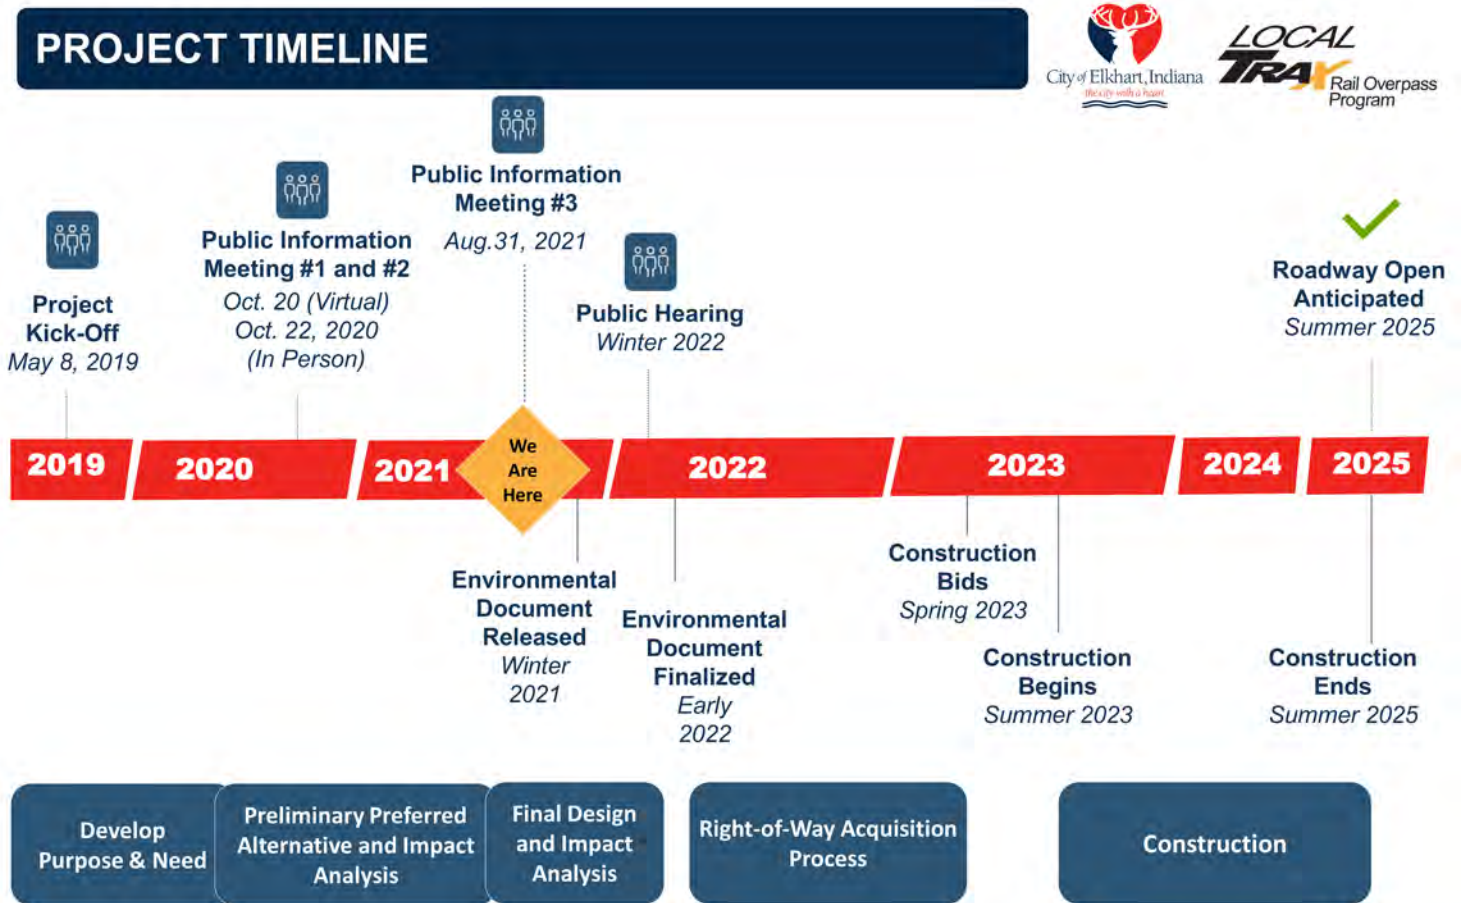 PROJECT TIMELINE
City of Elkhart, Indiana
the city with a heart
LOCAL
TRAX
Rail Overpass
Program
Project
Kick-Off
May 8, 2019
Public Information
Meeting #1 and #2
Oct. 20 (Virtual)
Oct. 22, 2020
(In Person)
Public Information
Meeting #3
Aug.31, 2021
Public Hearing
Winter 2022
Roadway Open
Anticipated
Summer 2025
2019
2020
2021
We
Are
Here
2022
2023
2024
2025
Environmental
Document
Released
Winter
2021
Environmental
Document
Finalized
Early
2022
Construction
Bids
Spring 2023
Construction
Begins
Summer 2023
Construction
Ends
Summer 2025
Develop
Purpose & Need
Preliminary Preferred
Alternative and Impact
Analysis
Final Design
and Impact
Analysis
Right-of-Way Acquisition
Process
Construction